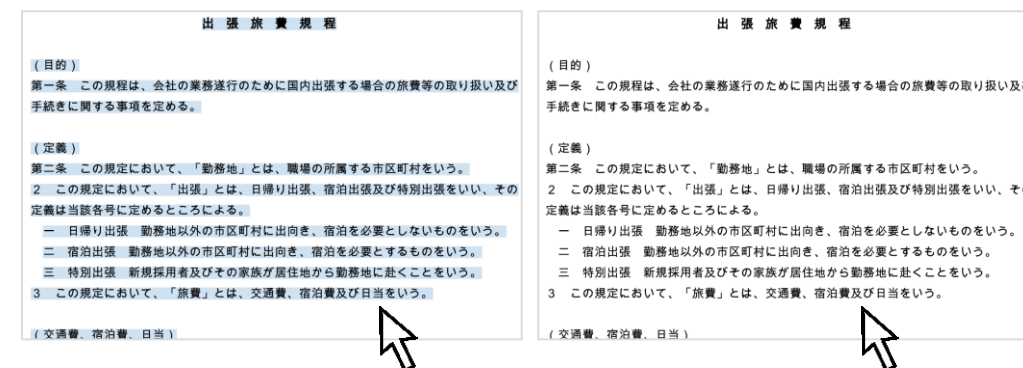 出張旅費規程
（目的）
第一条　この規程は、会社の業務遂行のために国内出張する場合の旅費等の取り扱い及び
手続きに関する事項を定める。
（定義）
第二条　この規定において、「勤務地」とは、職場の所属する市区町村をいう。
２　この規定において、「出張」とは、日帰り出張、宿泊出張及び特別出張をいい、その
定義は当該各号に定めるところによる。
一　日帰り出張　勤務地以外の市区町村に出向き、宿泊を必要としないものをいう。
二　宿泊出張　勤務地以外の市区町村に出向き、宿泊を必要とするものをいう。
三　特別出張　新規採用者及びその家族が居住地から勤務地に赴くことをいう。
３　この規定において、「旅費」とは、交通費、宿泊費及び日当をいう。
（交通費、宿泊費、日当）
出張旅費規程
（目的）
第一条　この規程は、会社の業務遂行のために国内出張する場合の旅費等の取り扱い及び
手続きに関する事項を定める。
（定義）
第二条　この規定において、「勤務地」とは、職場の所属する市区町村をいう。
２　この規定において、「出張」とは、日帰り出張、宿泊出張及び特別出張をいい、その
定義は当該各号に定めるところによる。
一　日帰り出張　勤務地以外の市区町村に出向き、宿泊を必要としないものをいう。
二　宿泊出張　勤務地以外の市区町村に出向き、宿泊を必要とするものをいう。
三　特別出張　新規採用者及びその家族が居住地から勤務地に赴くことをいう。
３　この規定において、「旅費」とは、交通費、宿泊費及び日当をいう。
（交通費、宿泊費、日当）